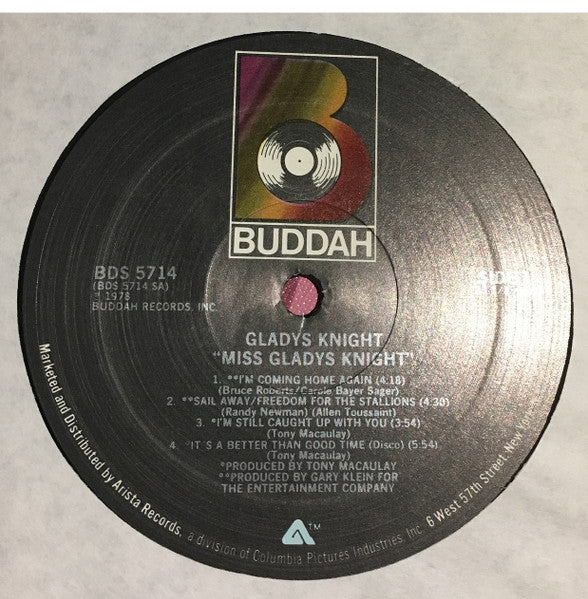 BUDDAH
BDS 5714
(BDS 5714 SA)
℗ 1978
BUDDAH RECORDS, INC.
SIDE
GLADYS KNIGHT
"MISS GLADYS KNIGHT"
1. **I'M COMING HOME AGAIN (4:18)
(Bruce Roberts/Carole Bayer Sager)
2. **SAIL AWAY/FREEDOM FOR THE STALLIONS (4:30)
(Randy Newman) (Allen Toussaint)
3. *I'M STILL CAUGHT UP WITH YOU (3:54)
(Tony Macaulay)
4. *IT'S A BETTER THAN GOOD TIME (Disco) (5:54)
(Tony Macaulay)
*PRODUCED BY TONY MACAULAY
**PRODUCED BY GARY KLEIN FOR
THE ENTERTAINMENT COMPANY
TM
Marketed and Distributed by Arista Records, a division of Columbia Pictures Industries, Inc. 6 West 57th Street, New York